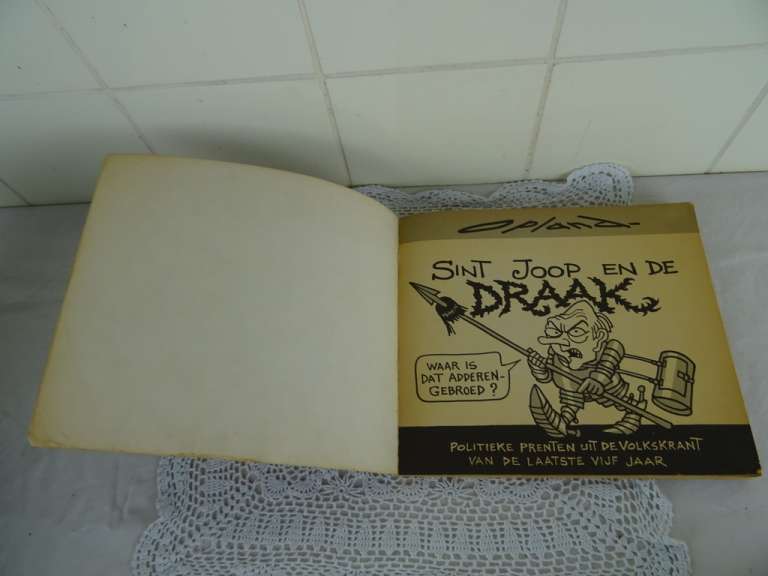 Opland
SINT JOOP EN DE
DRAAK
WAAR IS
DAT ADDEREN-
GEBROED?
POLITIEKE PRENTEN UIT DE VOLKSKRANT
VAN DE LAATSTE VIJF JAAR